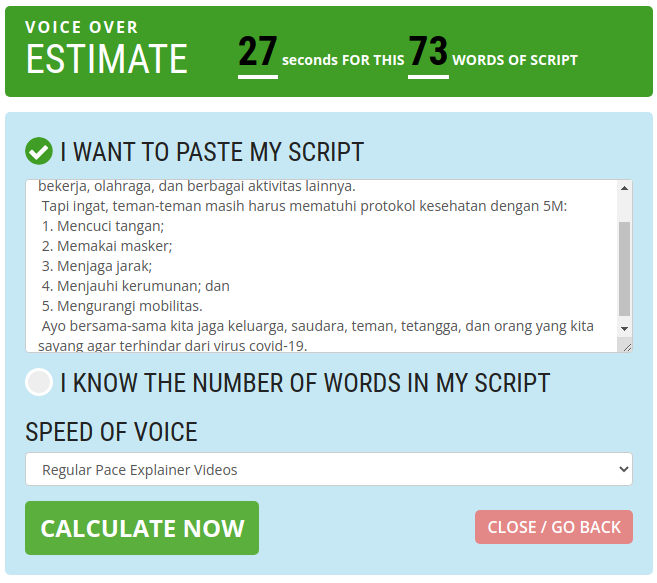 VOICE OVER
ESTIMATE
27 seconds FOR THIS 73 WORDS OF SCRIPT
I WANT TO PASTE MY SCRIPT
bekerja, olahraga, dan berbagai aktivitas lainnya.
Tapi ingat, teman-teman masih harus mematuhi protokol kesehatan dengan 5M:
1. Mencuci tangan;
2. Memakai masker;
3. Menjaga jarak;
4. Menjauhi kerumunan; dan
5. Mengurangi mobilitas.
Ayo bersama-sama kita jaga keluarga, saudara, teman, tetangga, dan orang yang kita
sayang agar terhindar dari virus covid-19.
I KNOW THE NUMBER OF WORDS IN MY SCRIPT
SPEED OF VOICE
Regular Pace Explainer Videos
CALCULATE NOW
CLOSE / GO BACK